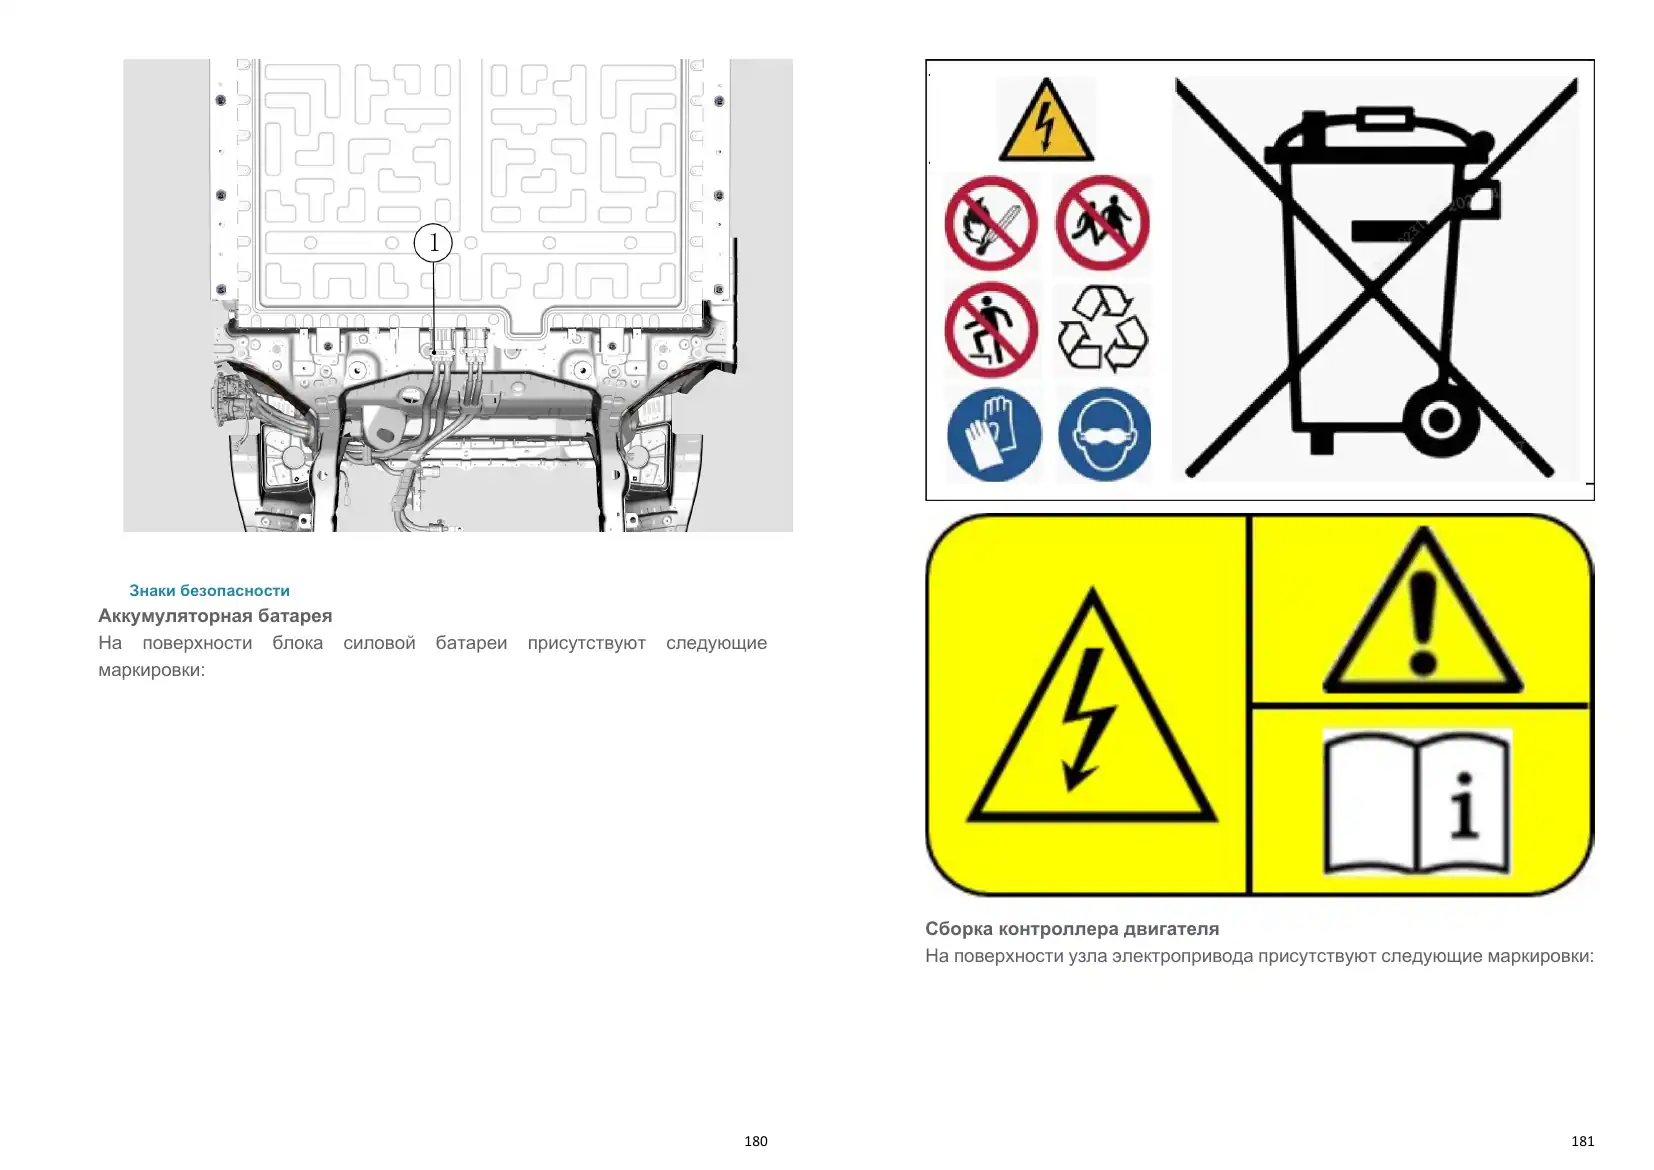 1
Знаки безопасности
Аккумуляторная батарея
На поверхности блока силовой батареи присутствуют следующие
маркировки:
180
i
Сборка контроллера двигателя
На поверхности узла электропривода присутствуют следующие маркировки:
181